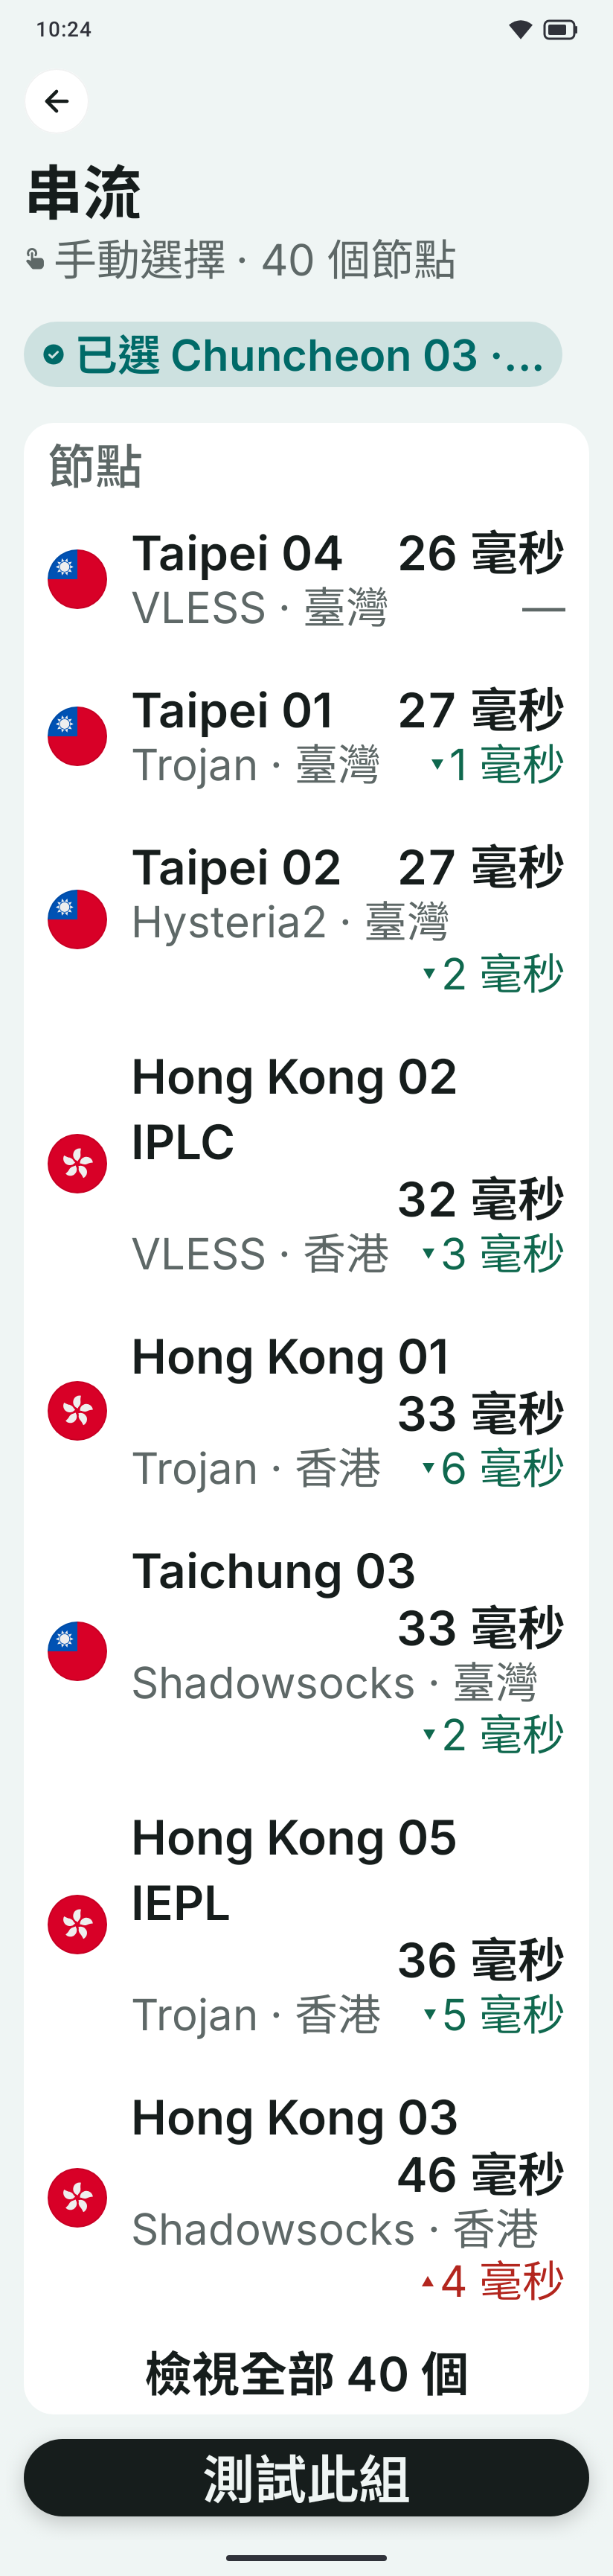 10:24
串流
手動選擇 · 40 個節點
已選 Chuncheon 03 ·...
節點
Taipei 04 26 毫秒
VLESS · 臺灣 —
Taipei 01 27 毫秒
Trojan · 臺灣 ▼1 毫秒
Taipei 02 27 毫秒
Hysteria2 · 臺灣
▼2 毫秒
Hong Kong 02
IPLC
32 毫秒
VLESS · 香港 ▼3 毫秒
Hong Kong 01
33 毫秒
Trojan · 香港 ▼6 毫秒
Taichung 03
33 毫秒
Shadowsocks · 臺灣
▼2 毫秒
Hong Kong 05
IEPL
36 毫秒
Trojan · 香港 ▼5 毫秒
Hong Kong 03
46 毫秒
Shadowsocks · 香港
▲4 毫秒
檢視全部 40 個
測試此組